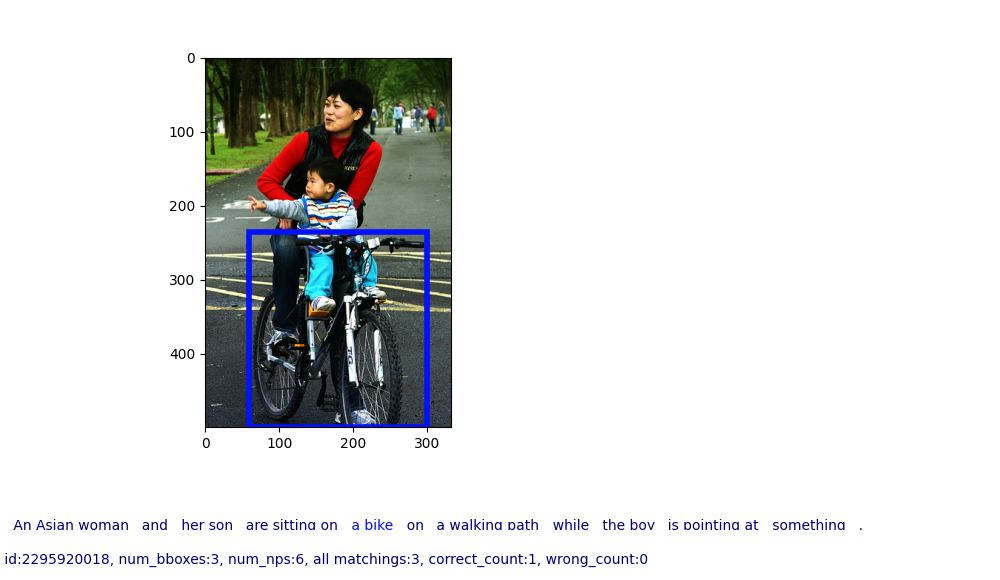 0
100
200
300
400
0 100 200 300
An Asian woman and her son are sitting on a bike on a walking path while the boy is pointing at something .
id:2295920018, num_bboxes:3, num_nps:6, all matchings:3, correct_count:1, wrong_count:0